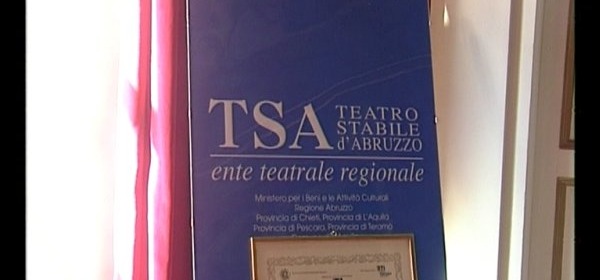 TSA TEATRO
STABILE
d'ABRUZZO
ente teatrale regionale
Ministero per i Beni e le Attività Culturali
Regione Abruzzo
Provincia di Chieti, Provincia di L'Aquila
Provincia di Pescara, Provincia di Teramo